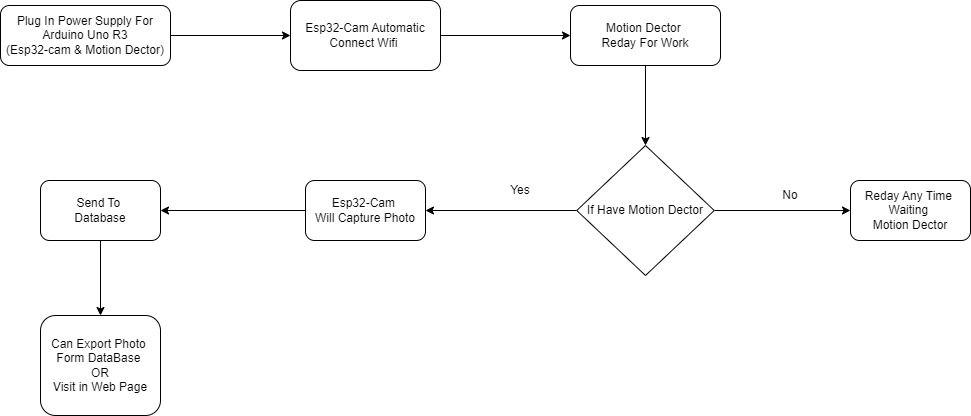 Plug In Power Supply For
Arduino Uno R3
(Esp32-cam & Motion Dector)
Esp32-Cam Automatic
Connect Wifi
Motion Dector
Reday For Work
If Have Motion Dector
Yes
No
Esp32-Cam
Will Capture Photo
Send To
Database
Reday Any Time
Waiting
Motion Dector
Can Export Photo
Form DataBase
OR
Visit in Web Page